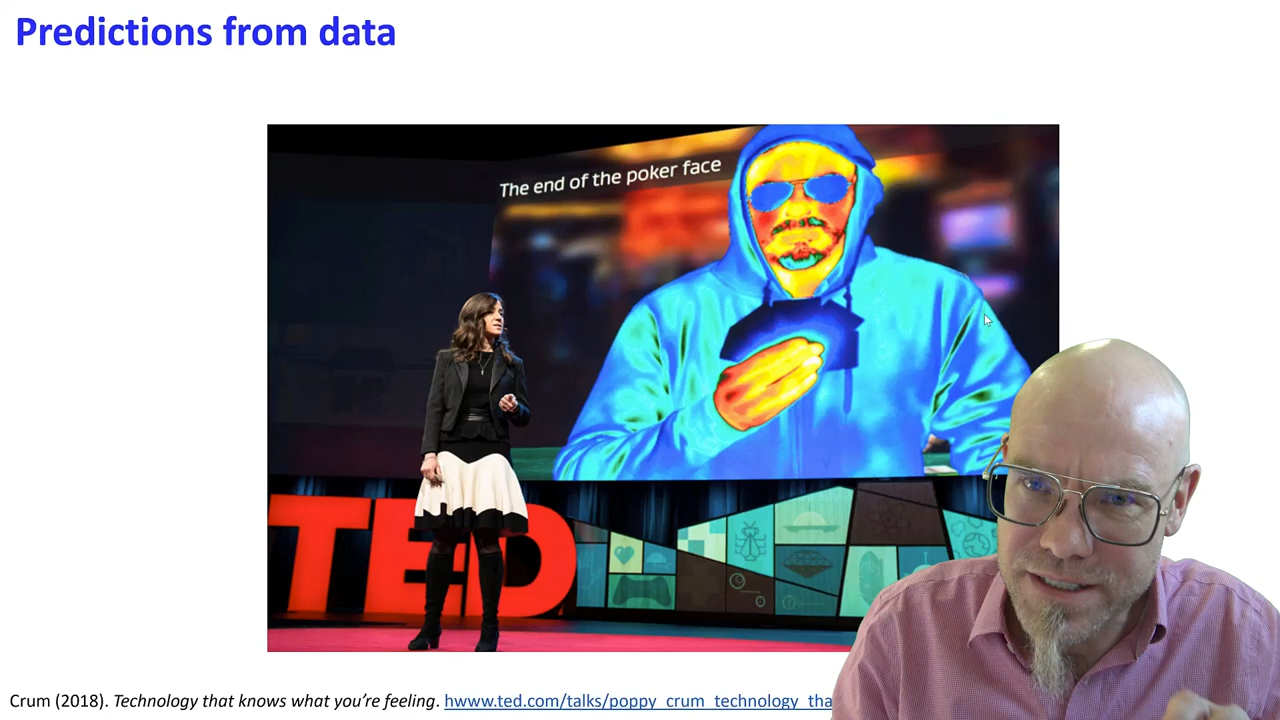 Predictions from data
The end of the poker face
TED
Crum (2018). Technology that knows what you're feeling. hwww.ted.com/talks/poppy_crum_technology_tha